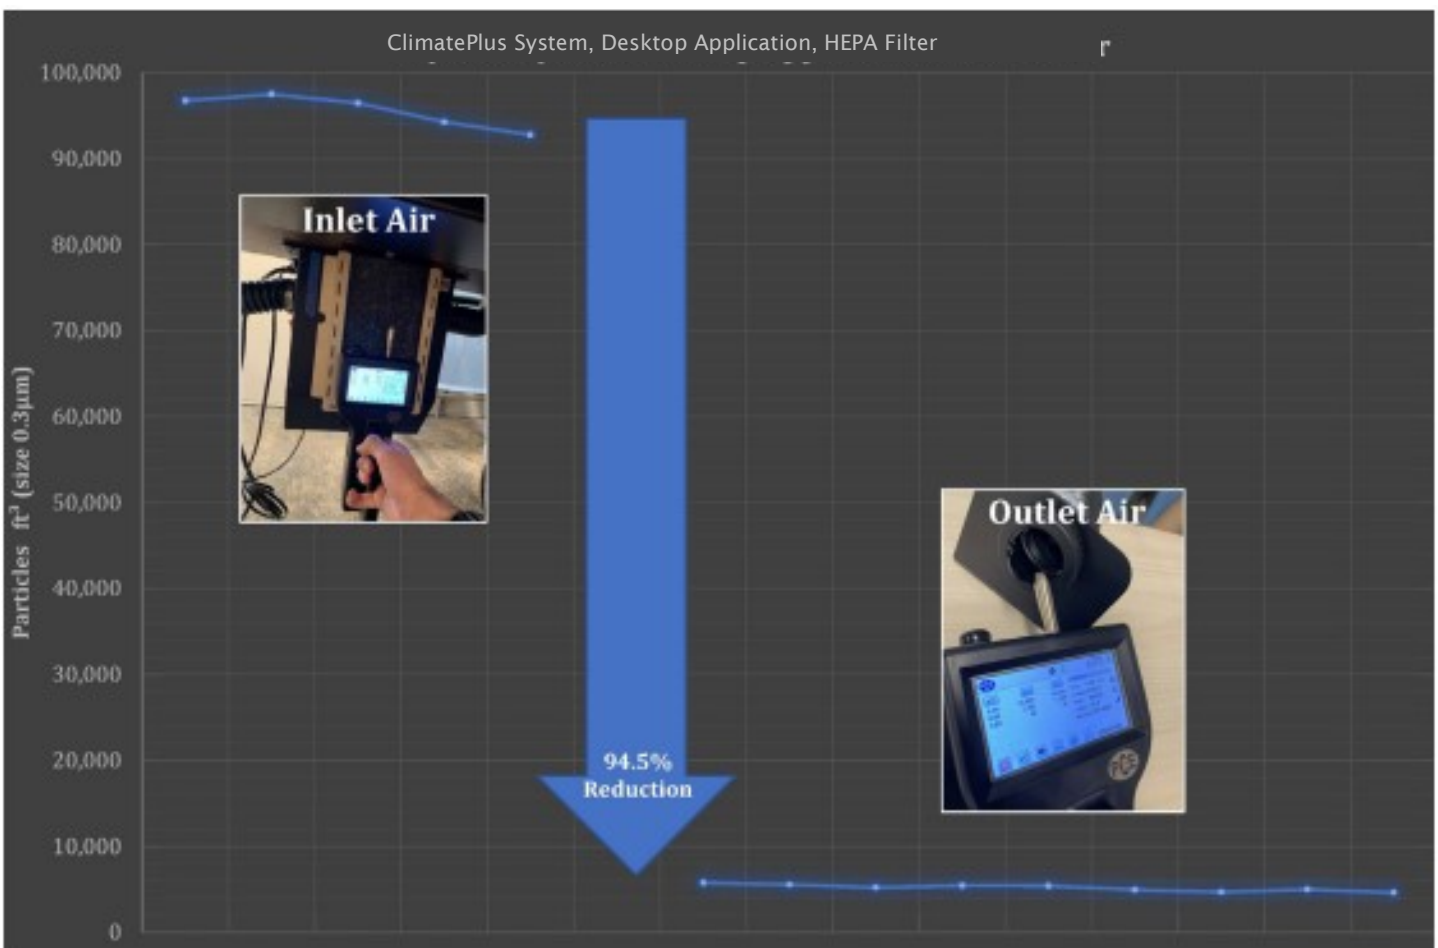 ClimatePlus System, Desktop Application, HEPA Filter
r
100,000
90,000
80,000
70,000
60,000
50,000
40,000
30,000
20,000
10,000
0
Particles ft³ (size 0.3µm)
Inlet Air
94.5%
Reduction
Outlet Air
PCE